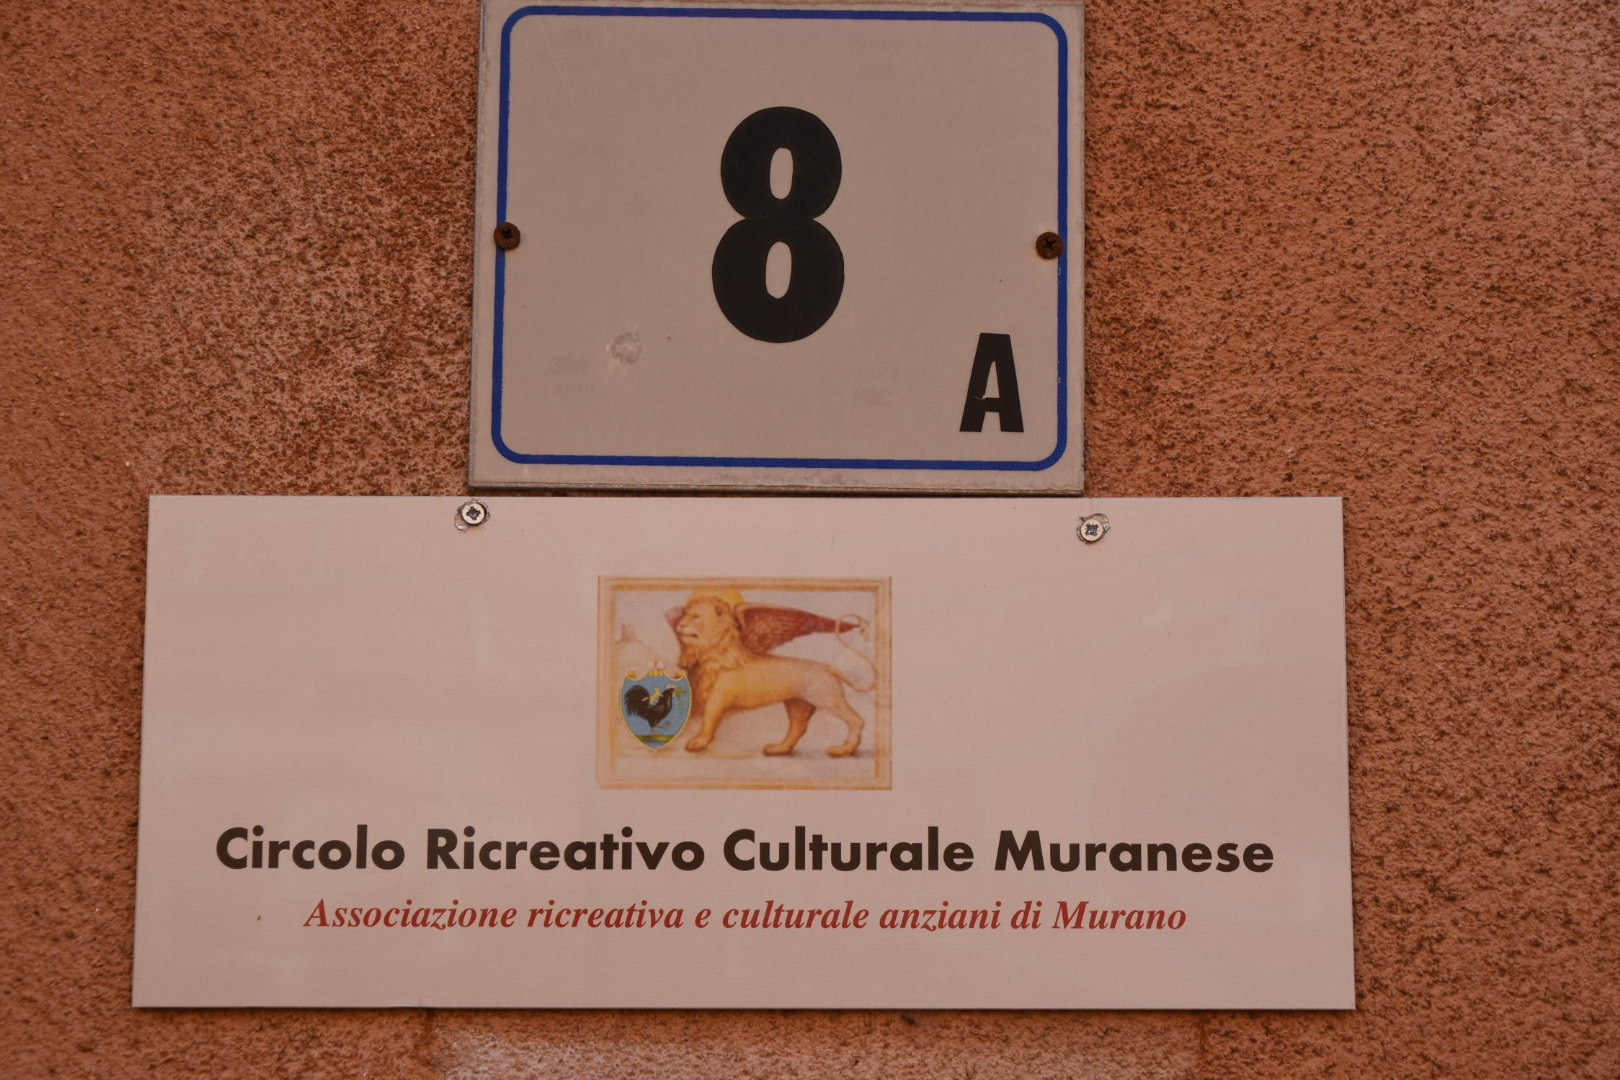 8
A
Circolo Ricreativo Culturale Muranese
Associazione ricreativa e culturale anziani di Murano